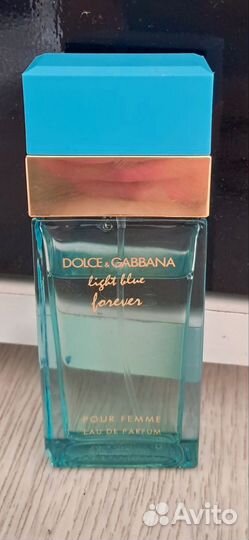 DOLCE & GABBANA
light blue
forever
POUR FEMME
EAU DE PARFUM
Avito